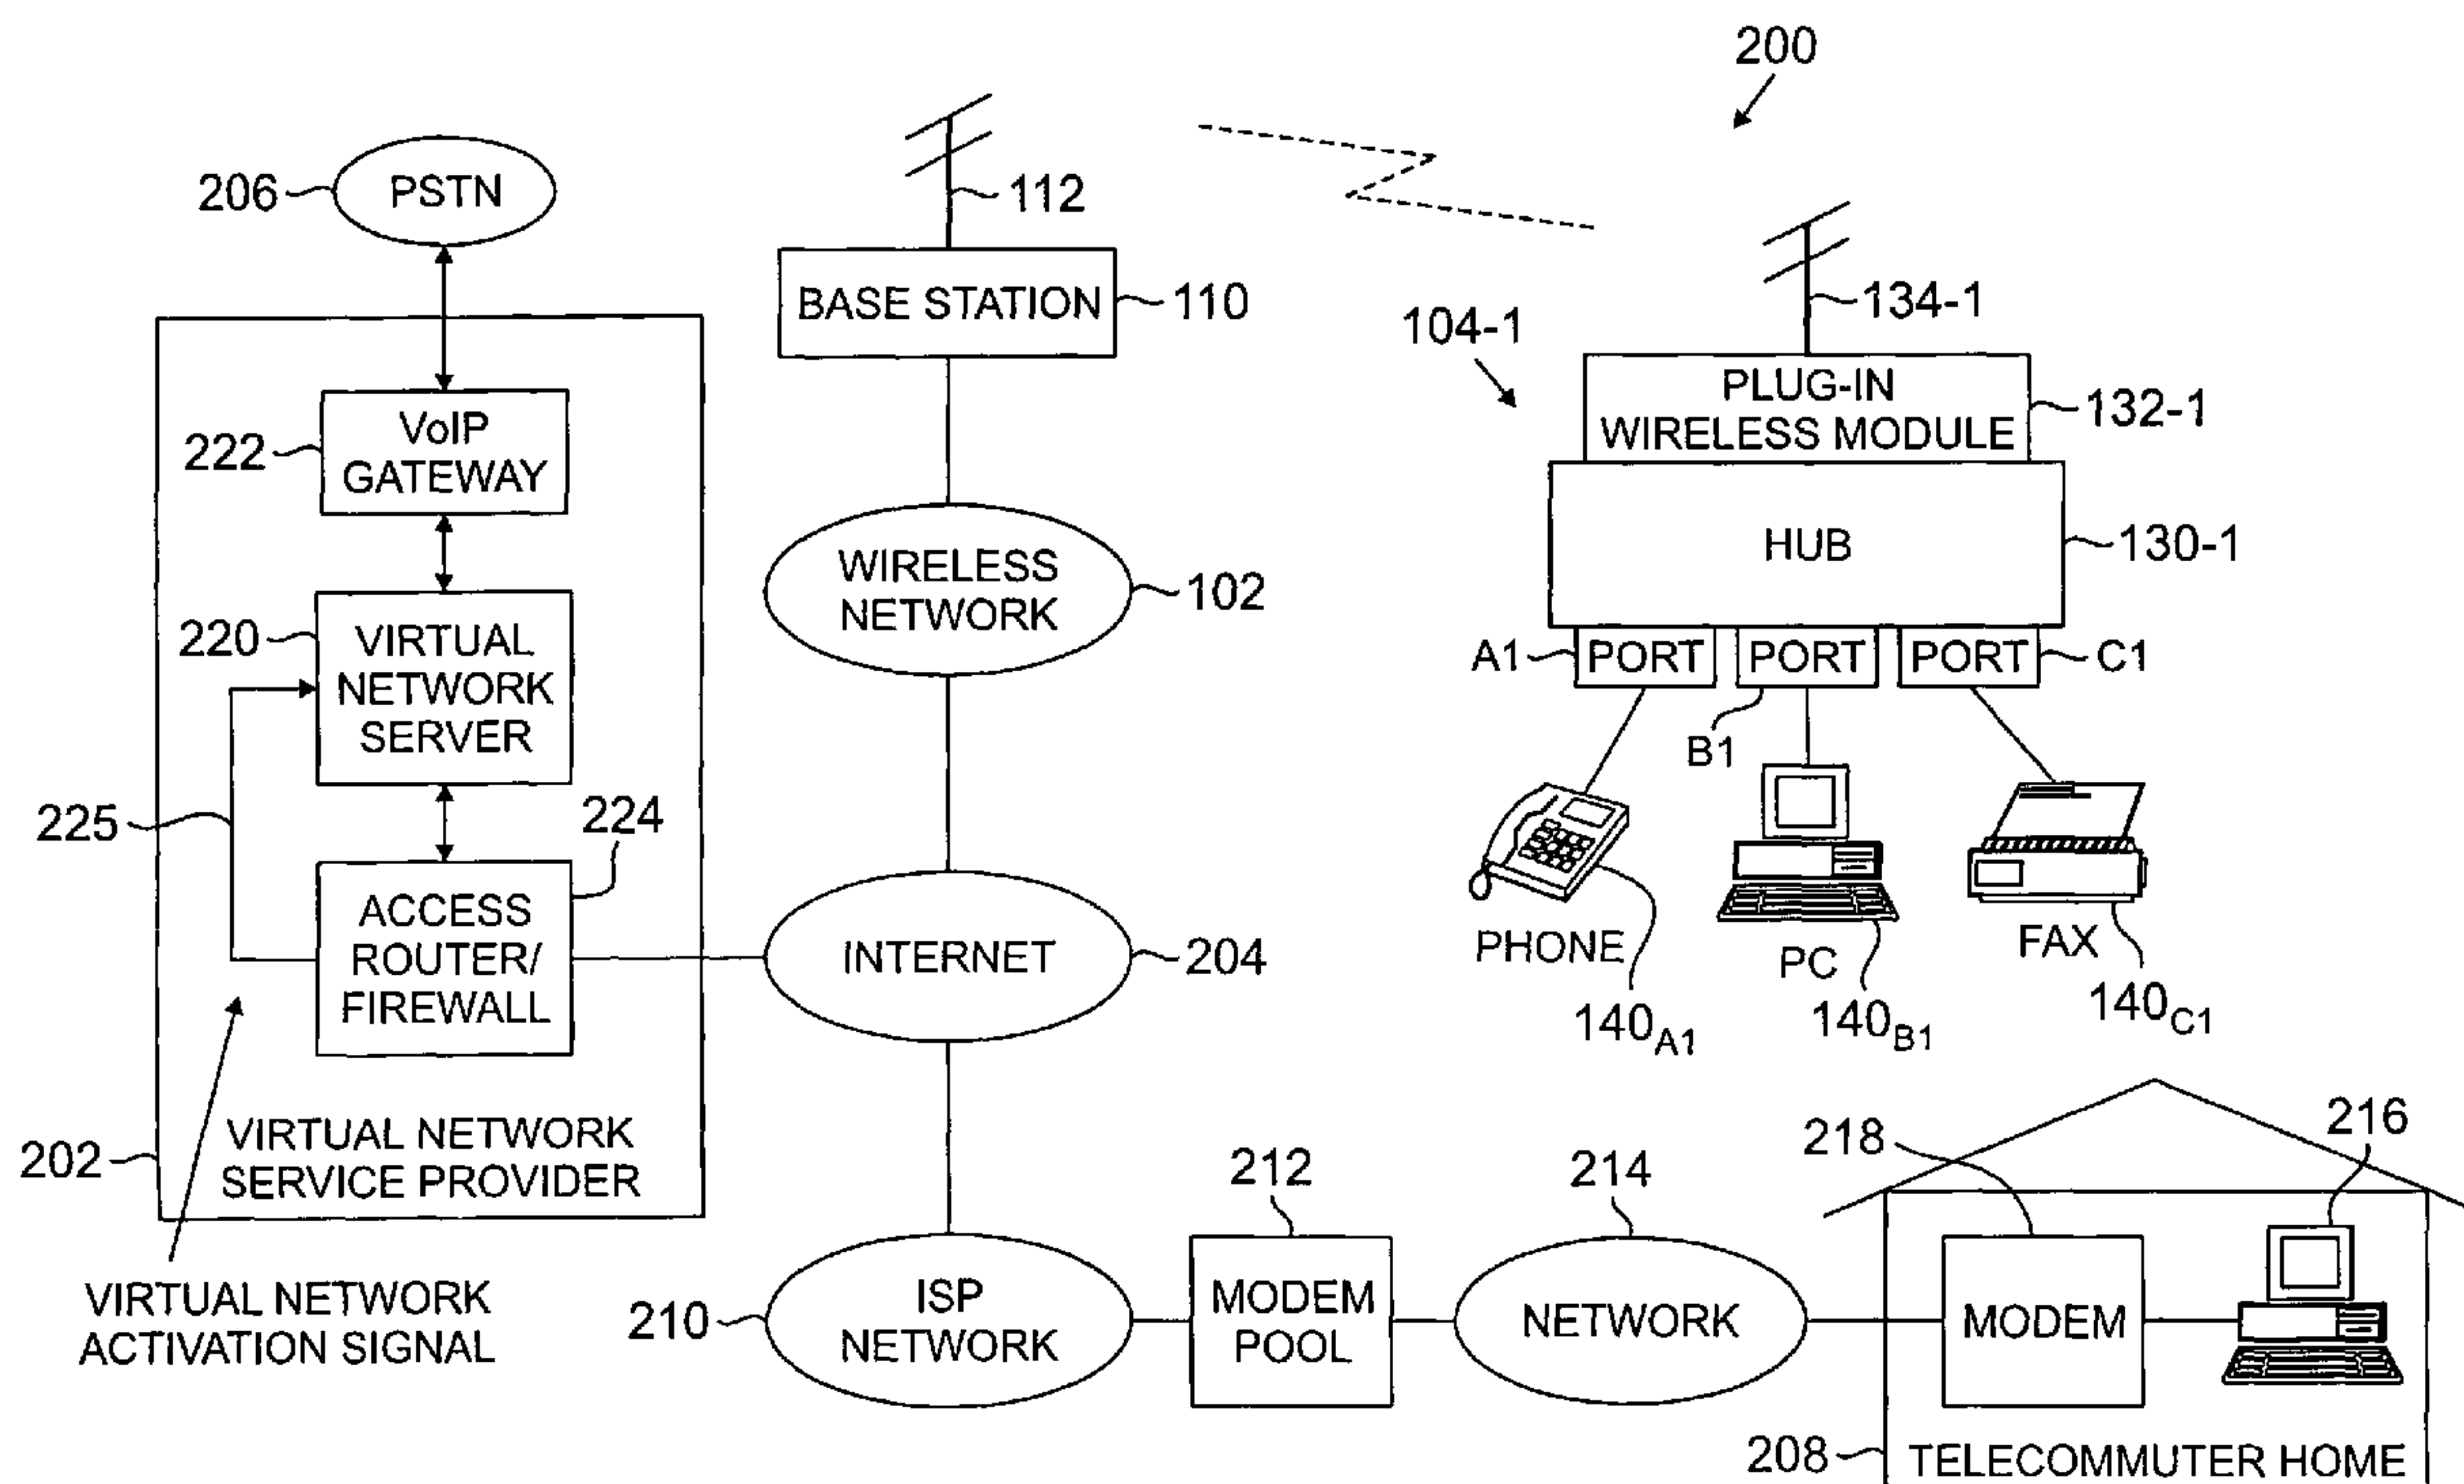 200
206
PSTN
112
BASE STATION
110
134-1
104-1
PLUG-IN
WIRELESS MODULE
132-1
222
VoIP
GATEWAY
HUB
130-1
WIRELESS
NETWORK
102
220
VIRTUAL
NETWORK
SERVER
A1
PORT
PORT
PORT
C1
B1
225
224
ACCESS
ROUTER/
FIREWALL
INTERNET
204
PHONE
PC
FAX
140A1
140B1
140C1
202
VIRTUAL NETWORK
SERVICE PROVIDER
VIRTUAL NETWORK
ACTIVATION SIGNAL
210
ISP
NETWORK
212
MODEM
POOL
214
NETWORK
218
216
MODEM
208
TELECOMMUTER HOME